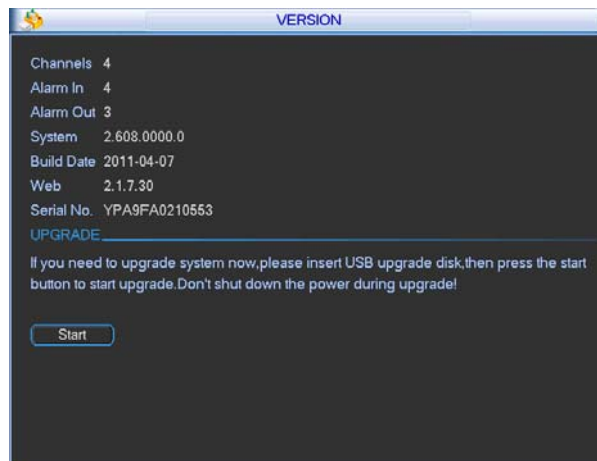 VERSION
Channels 4
Alarm In 4
Alarm Out 3
System 2.608.0000.0
Build Date 2011-04-07
Web 2.1.7.30
Serial No. YPA9FA0210553
UPGRADE
If you need to upgrade system now,please insert USB upgrade disk,then press the start
button to start upgrade.Don't shut down the power during upgrade!
Start